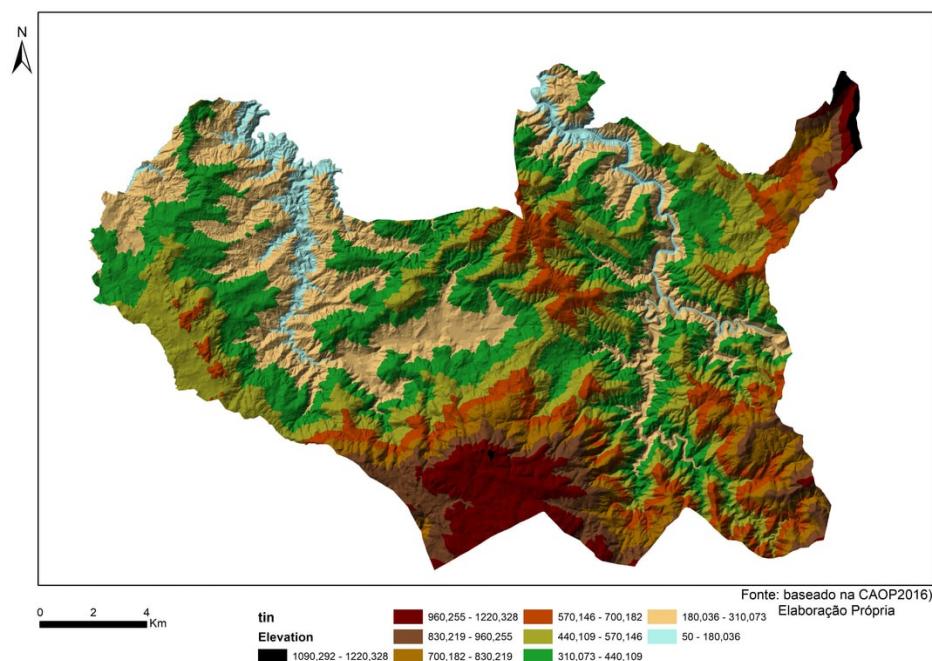 N
0 2 4
Km
tin
Elevation
1090,292 - 1220,328
960,255 - 1220,328
830,219 - 960,255
700,182 - 830,219
570,146 - 700,182
440,109 - 570,146
310,073 - 440,109
180,036 - 310,073
50 - 180,036
Fonte: baseado na CAOP2016)
Elaboração Própria